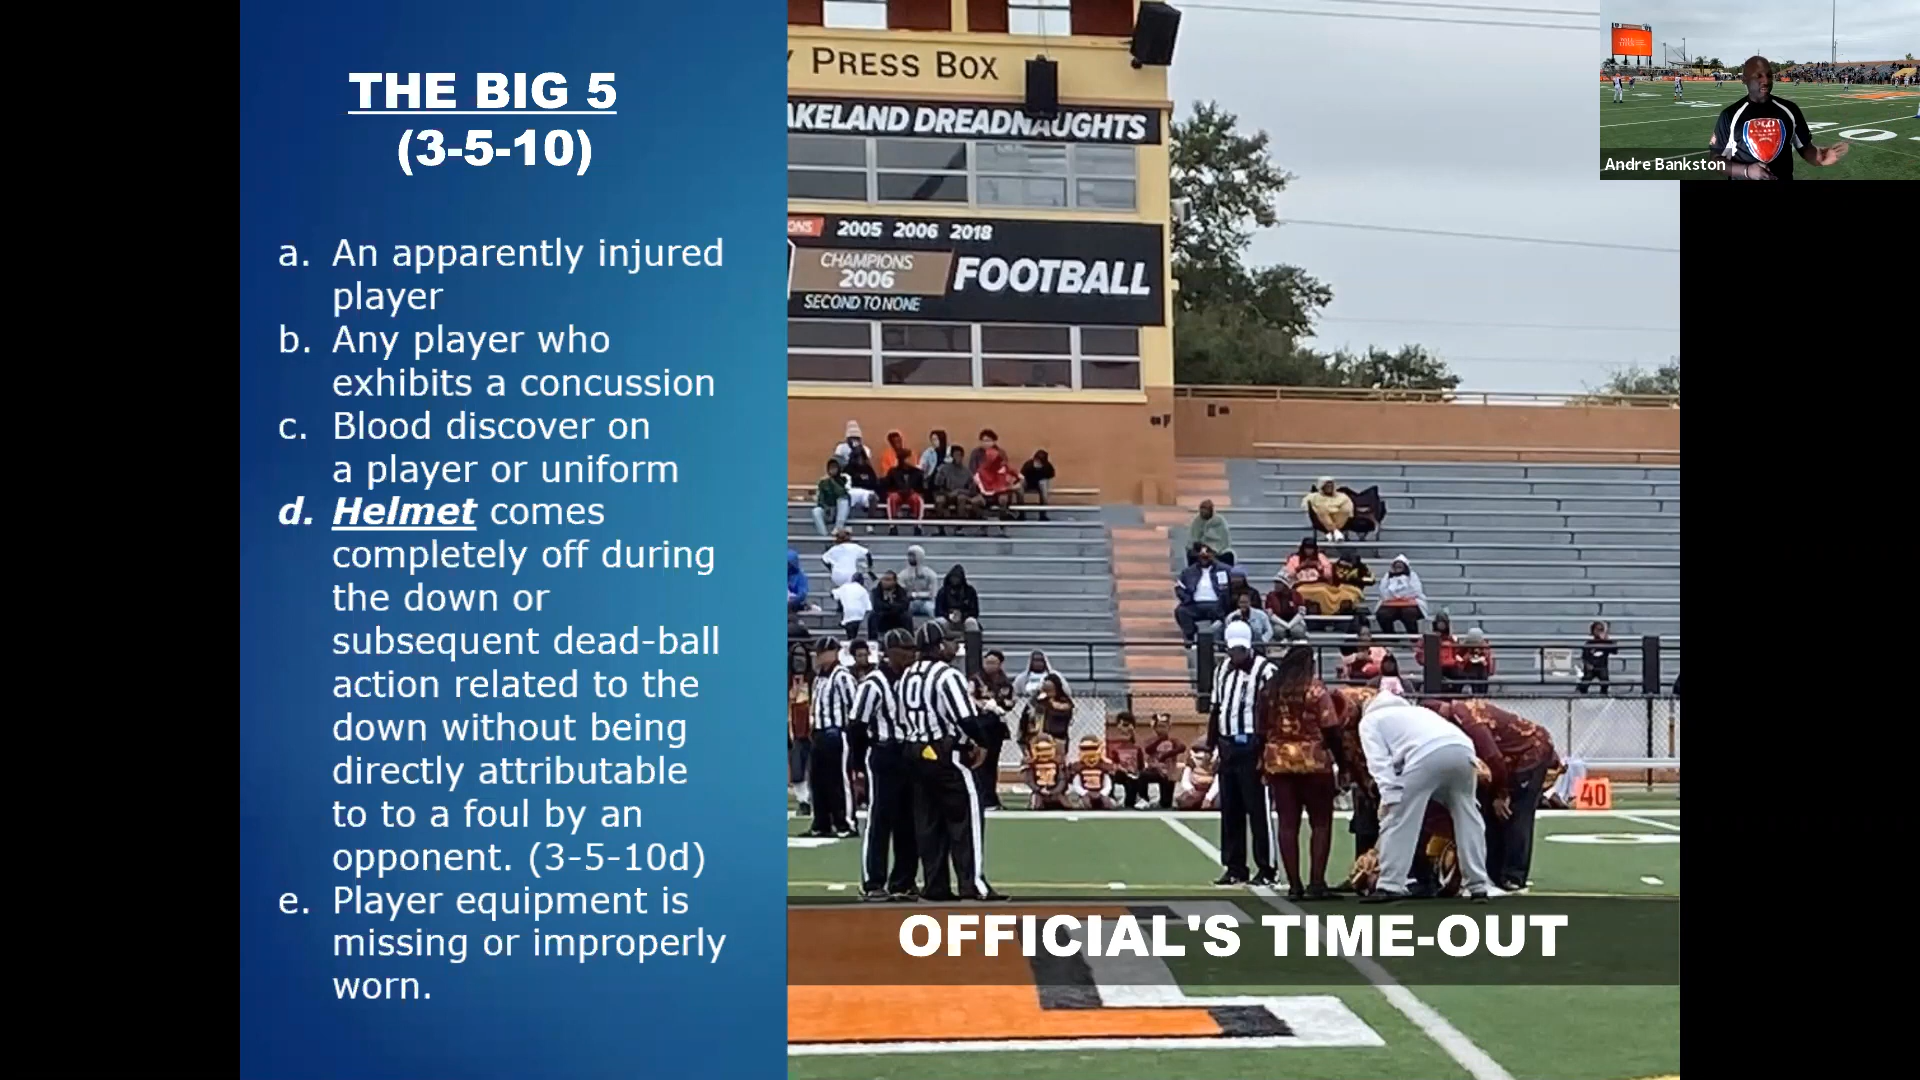 THE BIG 5
(3-5-10)
a. An apparently injured
player
b. Any player who
exhibits a concussion
c. Blood discover on
a player or uniform
d. Helmet comes
completely off during
the down or
subsequent dead-ball
action related to the
down without being
directly attributable
to to a foul by an
opponent. (3-5-10d)
e. Player equipment is
missing or improperly
worn.
PRESS BOX
AKELAND DREADNAUGHTS
ONS 2005 2006 2018
CHAMPIONS
2006
FOOTBALL
SECOND TO NONE
40
OFFICIAL'S TIME-OUT
Andre Bankston